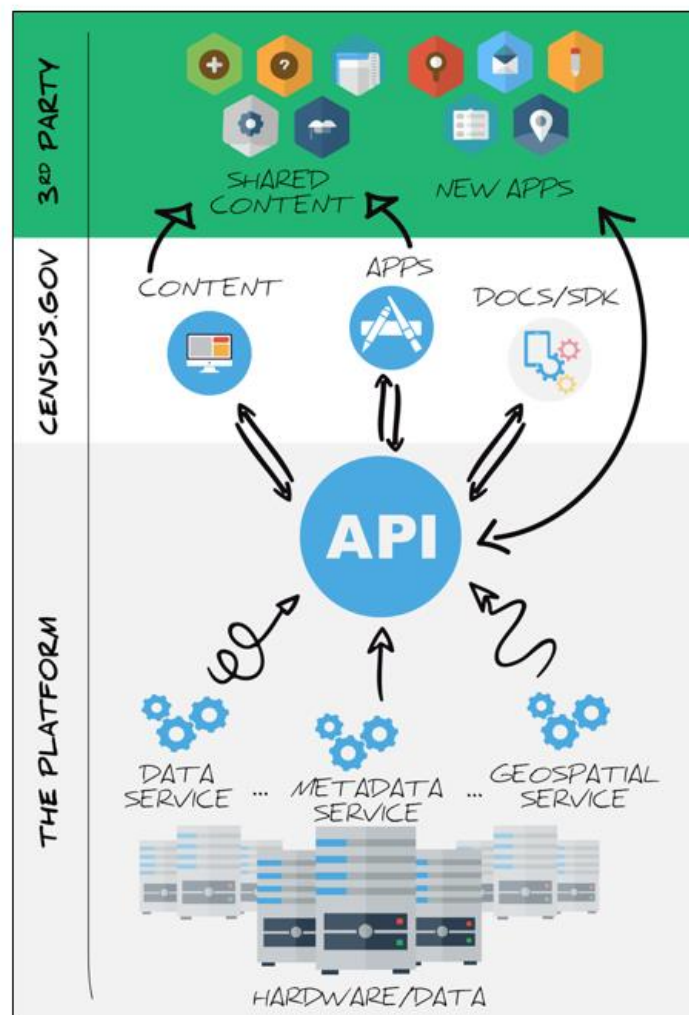 3RD PARTY
SHARED
CONTENT
NEW APPS
CENSUS.GOV
CONTENT
APPS
DOCS/SDK
THE PLATFORM
API
DATA
SERVICE
...
METADATA
SERVICE
...
GEOSPATIAL
SERVICE
HARDWARE/DATA